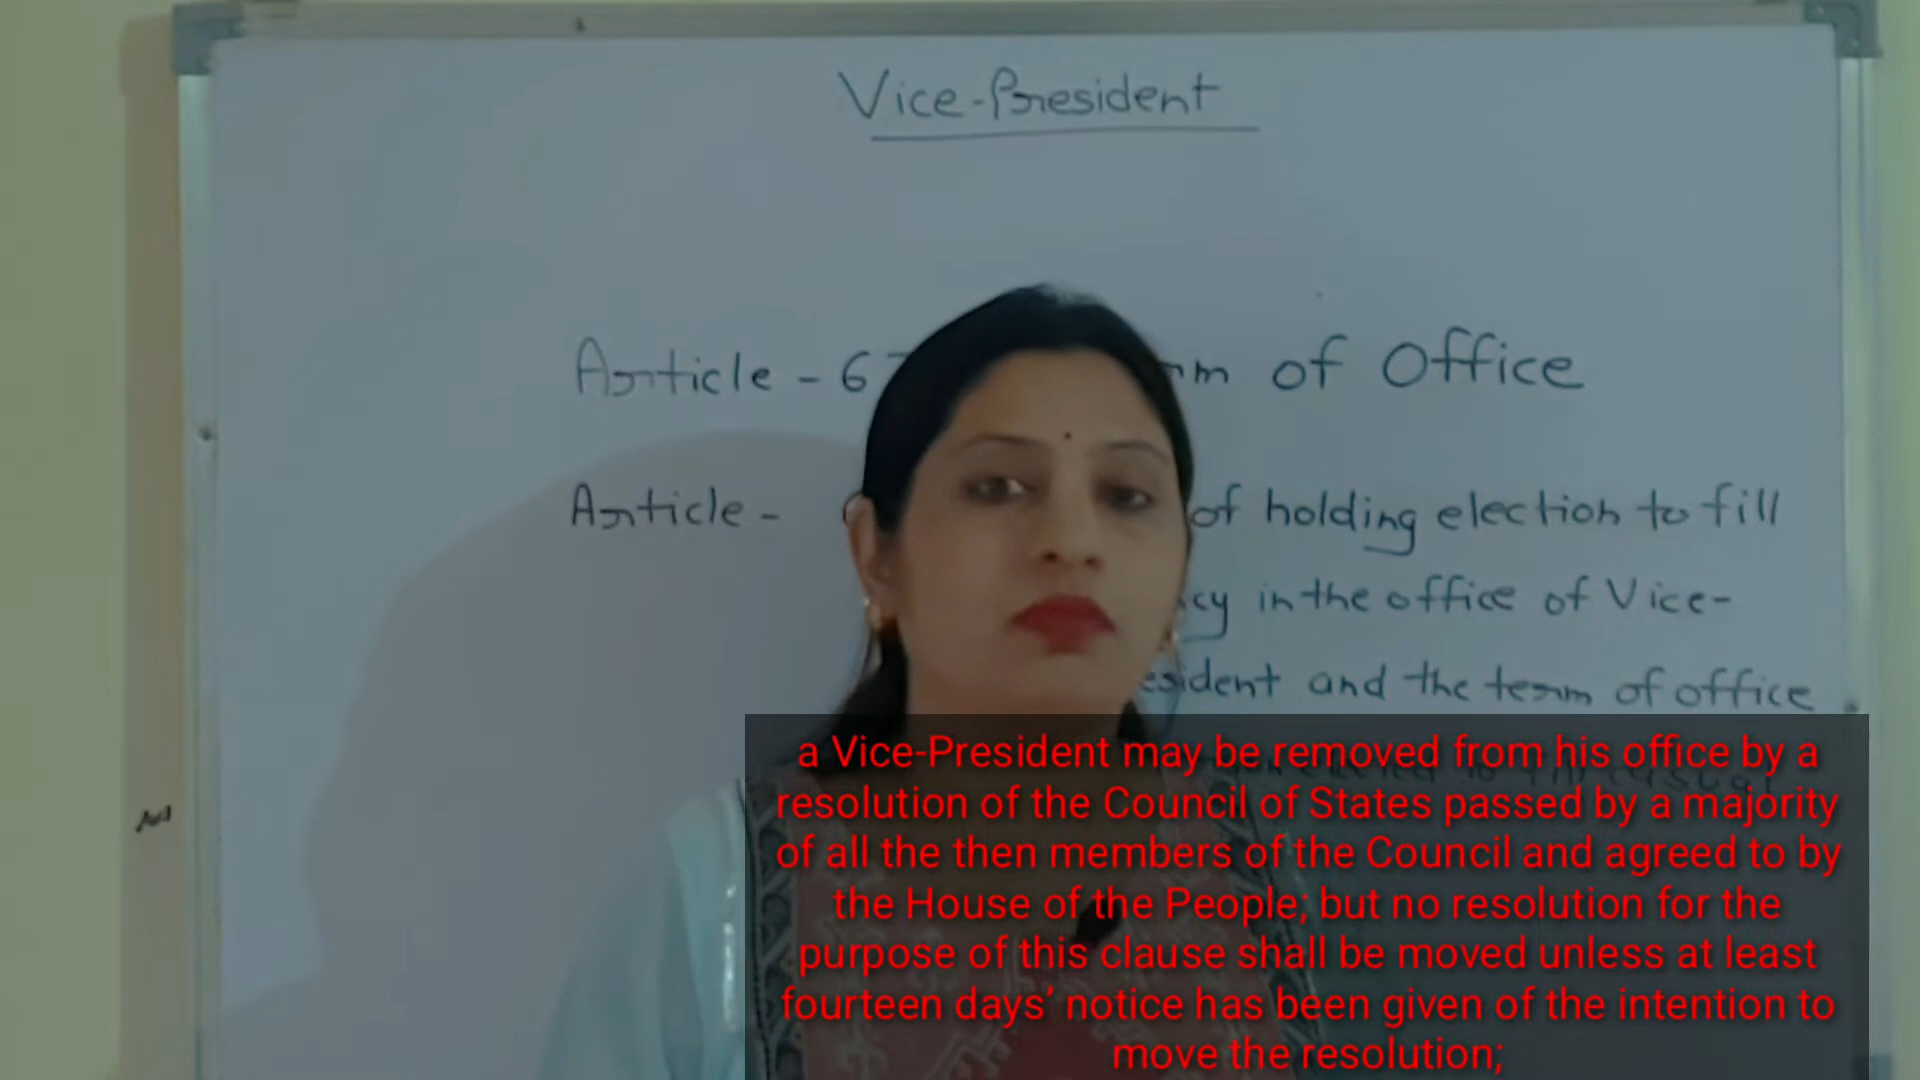 Vice-President
Article - 67 of Office
Article - of holding election to fill
in the office of Vice-
and the term of office
a Vice-President may be removed from his office by a
resolution of the Council of States passed by a majority
of all the then members of the Council and agreed to by
the House of the People; but no resolution for the
purpose of this clause shall be moved unless at least
fourteen days’ notice has been given of the intention to
move the resolution;